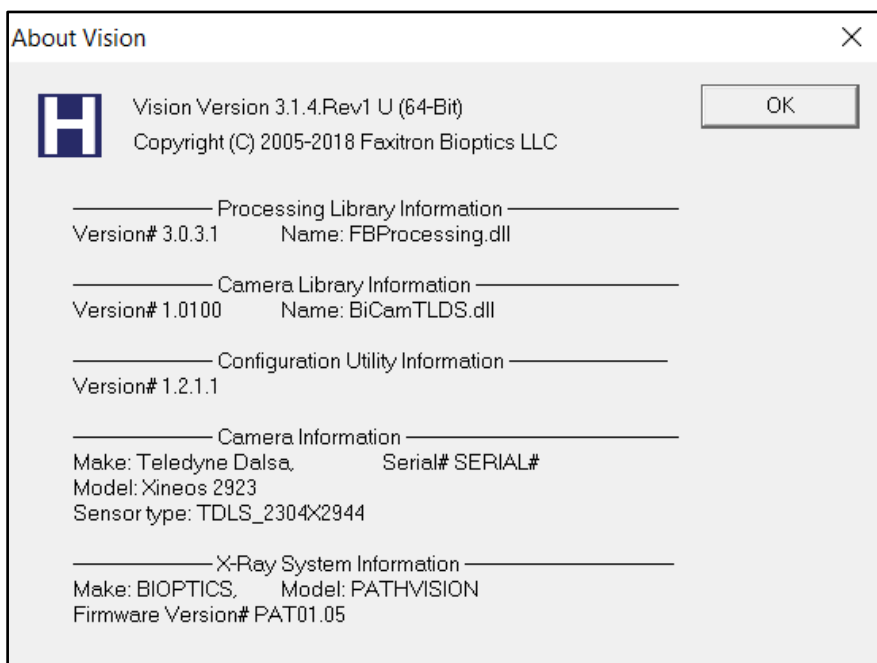 About Vision
H
Vision Version 3.1.4.Rev1 U (64-Bit)
OK
Copyright (C) 2005-2018 Faxitron Bioptics LLC
Processing Library Information
Version# 3.0.3.1 Name: FBProcessing.dll
Camera Library Information
Version# 1.0100 Name: BiCamTLDS.dll
Configuration Utility Information
Version# 1.2.1.1
Camera Information
Make: Teledyne Dalsa, Serial# SERIAL#
Model: Xineos 2923
Sensor type: TDLS_2304X2944
X-Ray System Information
Make: BIOPTICS, Model: PATHVISION
Firmware Version# PAT01.05